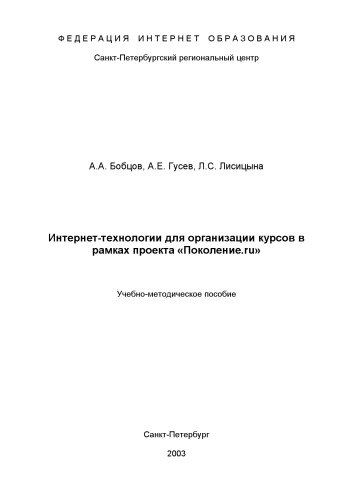 ФЕДЕРАЦИЯ ИНТЕРНЕТ ОБРАЗОВАНИЯ
Санкт-Петербургский региональный центр
А.А. Бобцов, А.Е. Гусев, Л.С. Лисицына
Интернет-технологии для организации курсов в
рамках проекта «Поколение.ru»
Учебно-методическое пособие
Санкт-Петербург
2003